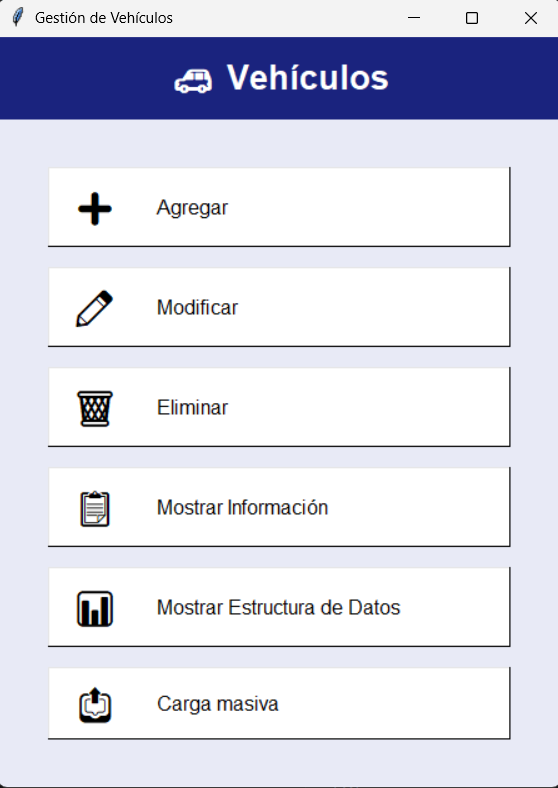 Gestión de Vehículos
Vehículos
Agregar
Modificar
Eliminar
Mostrar Información
Mostrar Estructura de Datos
Carga masiva